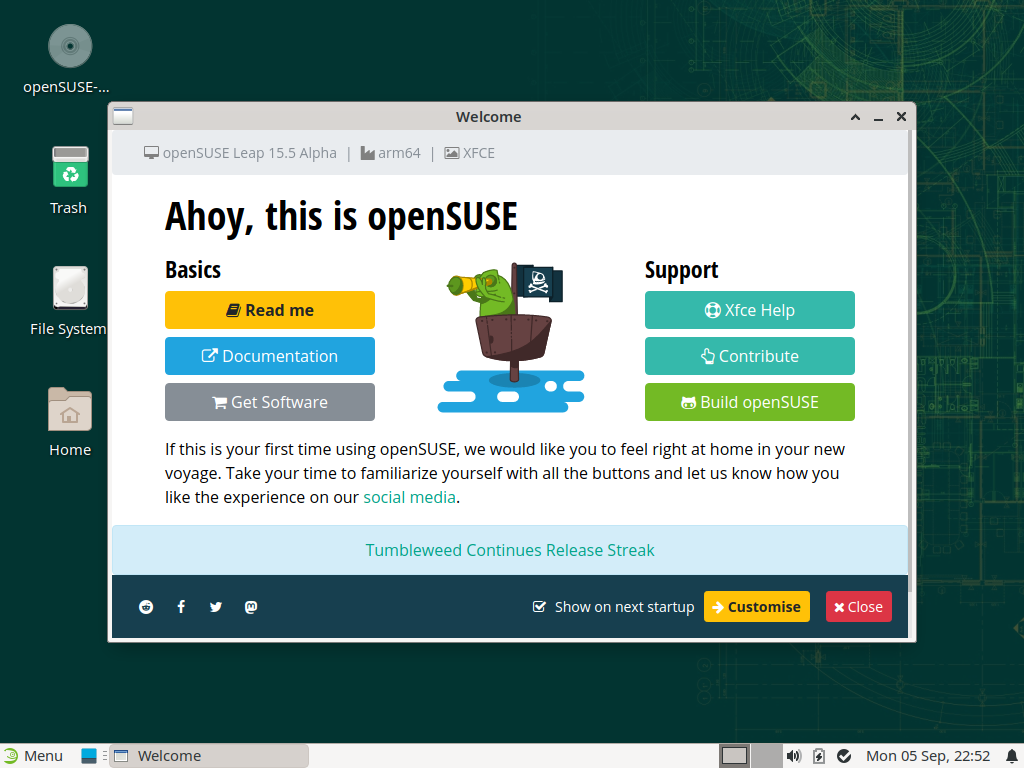 openSUSE-...
Trash
File System
Home
Welcome
openSUSE Leap 15.5 Alpha | arm64 | XFCE
Ahoy, this is openSUSE
Basics
Read me
Documentation
Get Software
Support
Xfce Help
Contribute
Build openSUSE
If this is your first time using openSUSE, we would like you to feel right at home in your new
voyage. Take your time to familiarize yourself with all the buttons and let us know how you
like the experience on our social media.
Tumbleweed Continues Release Streak
Show on next startup
Customise
Close
Menu
Welcome
Mon 05 Sep, 22:52